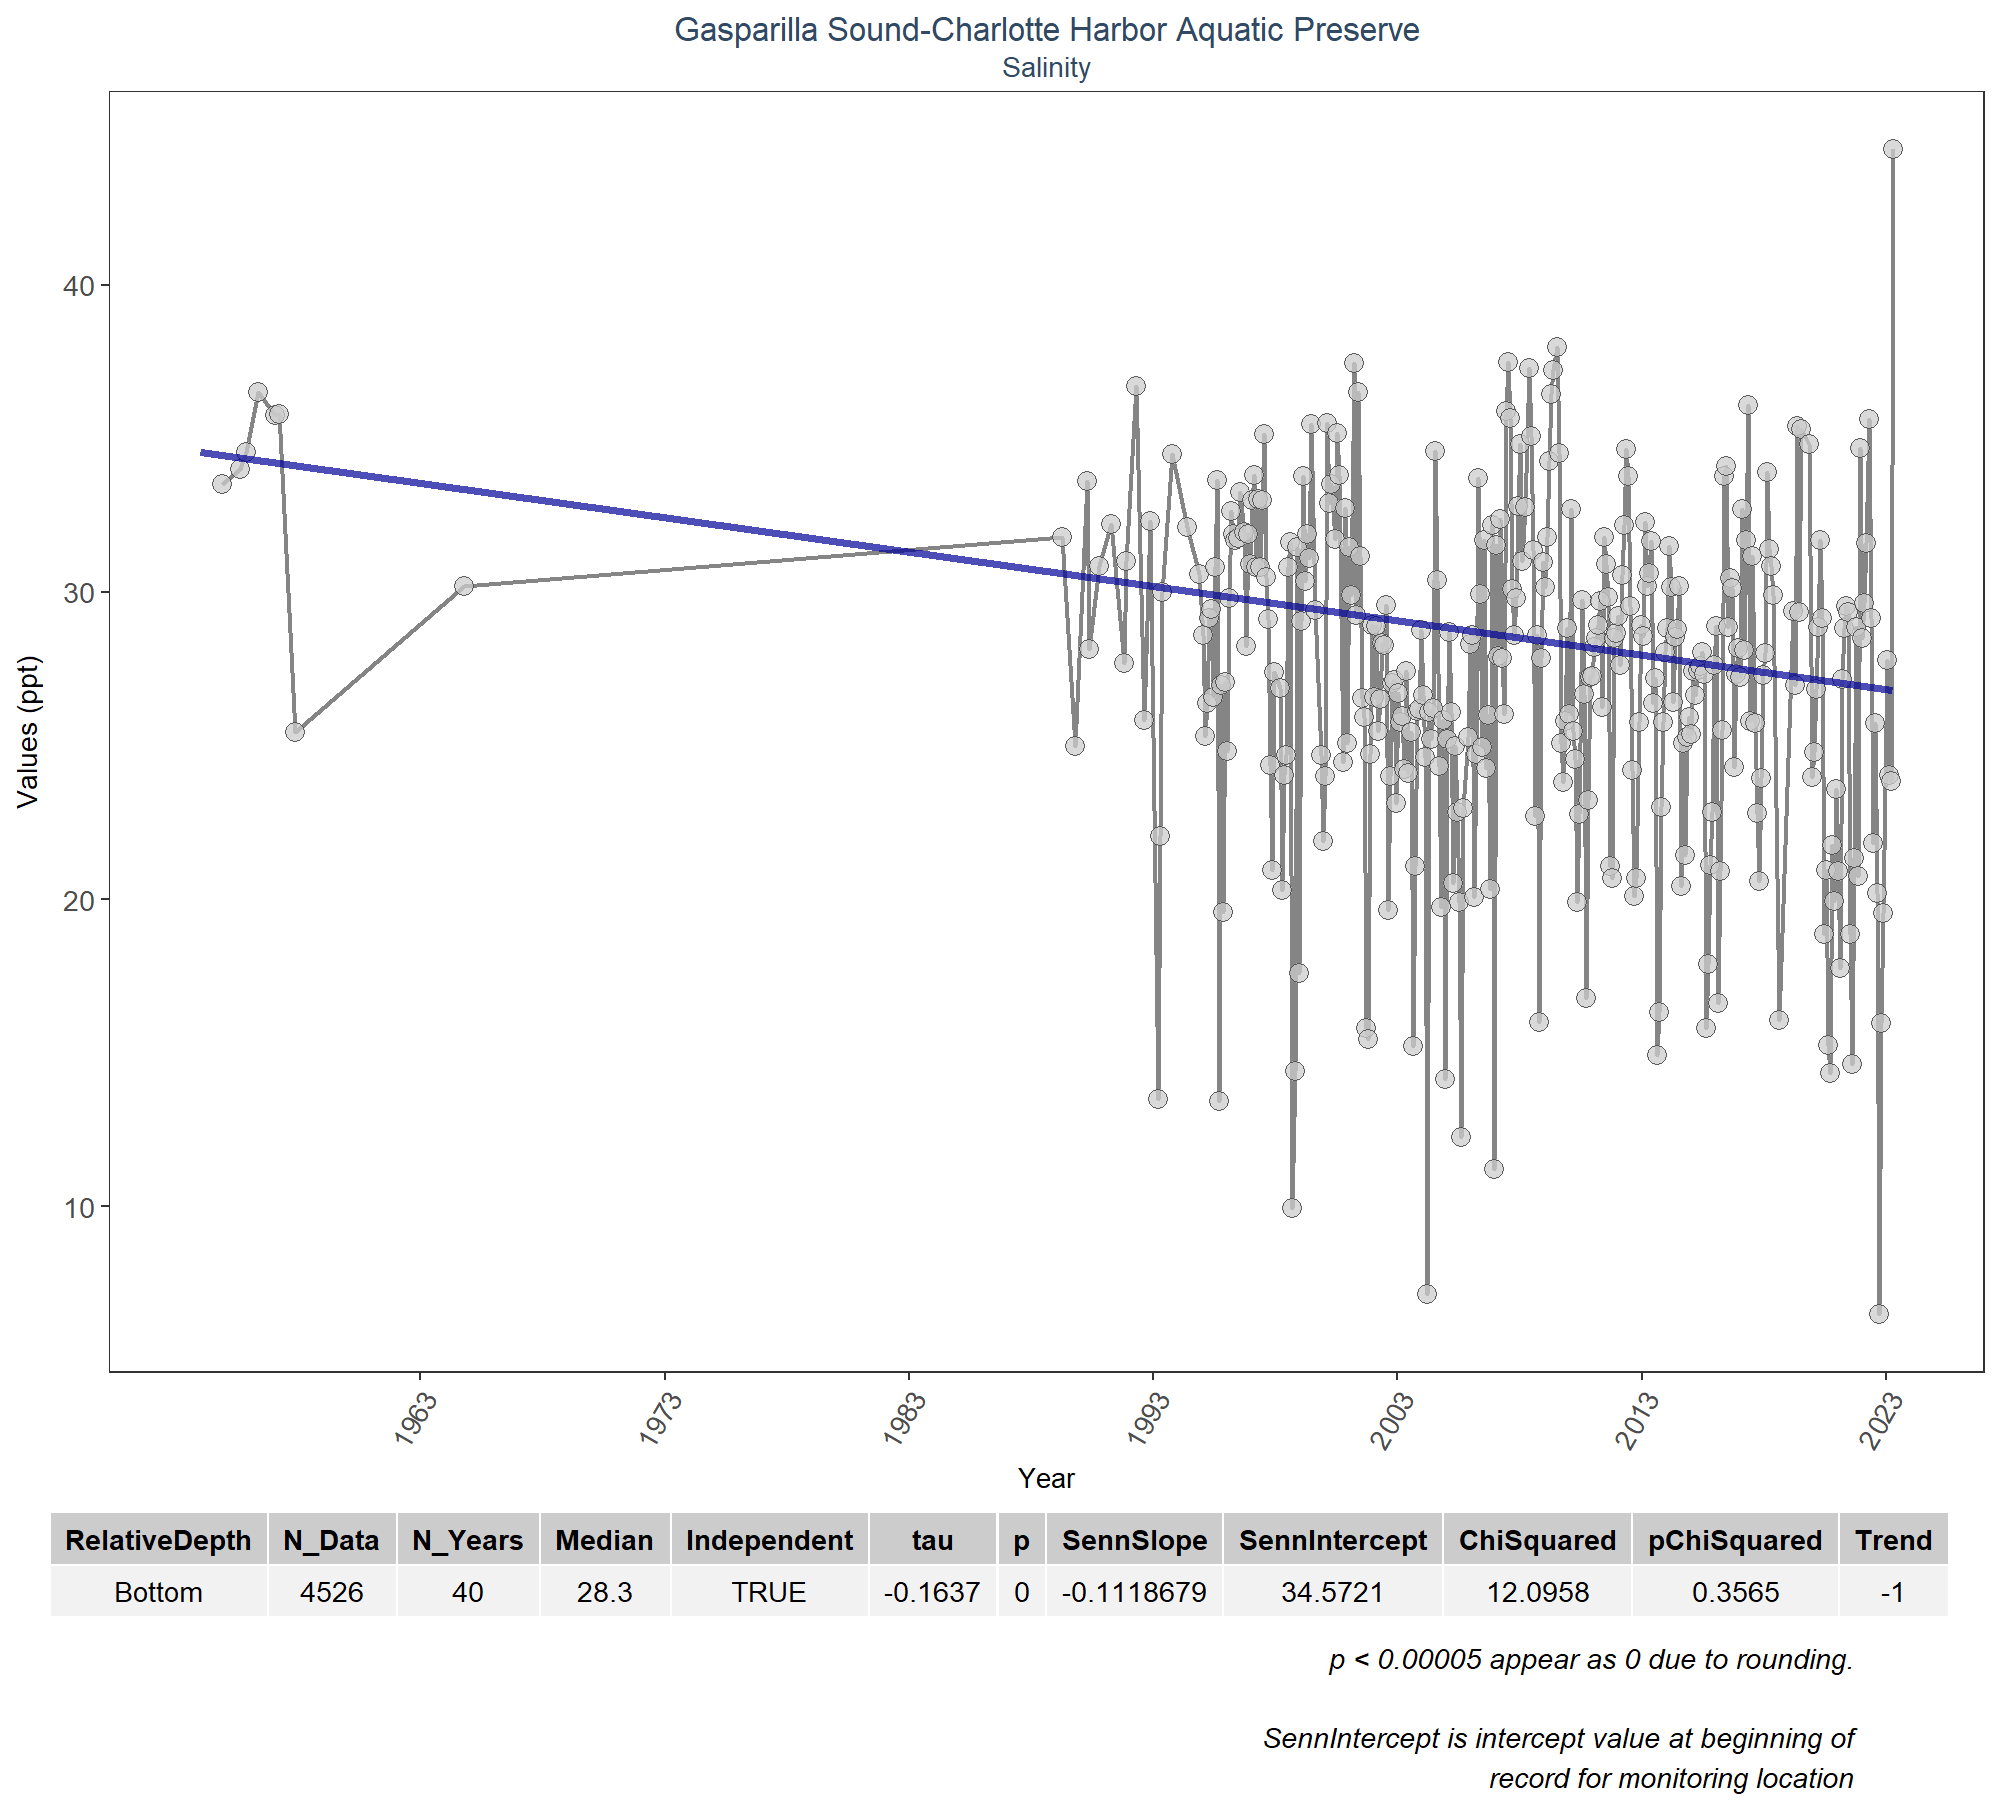 Gasparilla Sound-Charlotte Harbor Aquatic Preserve
Salinity
40
30
20
10
Values (ppt)
1963 1973 1983 1993 2003 2013 2023
Year
RelativeDepth N_Data N_Years Median Independent tau p SennSlope SennIntercept ChiSquared pChiSquared Trend
Bottom 4526 40 28.3 TRUE -0.1637 0 -0.1118679 34.5721 12.0958 0.3565 -1
p < 0.00005 appear as 0 due to rounding.
SennIntercept is intercept value at beginning of
record for monitoring location